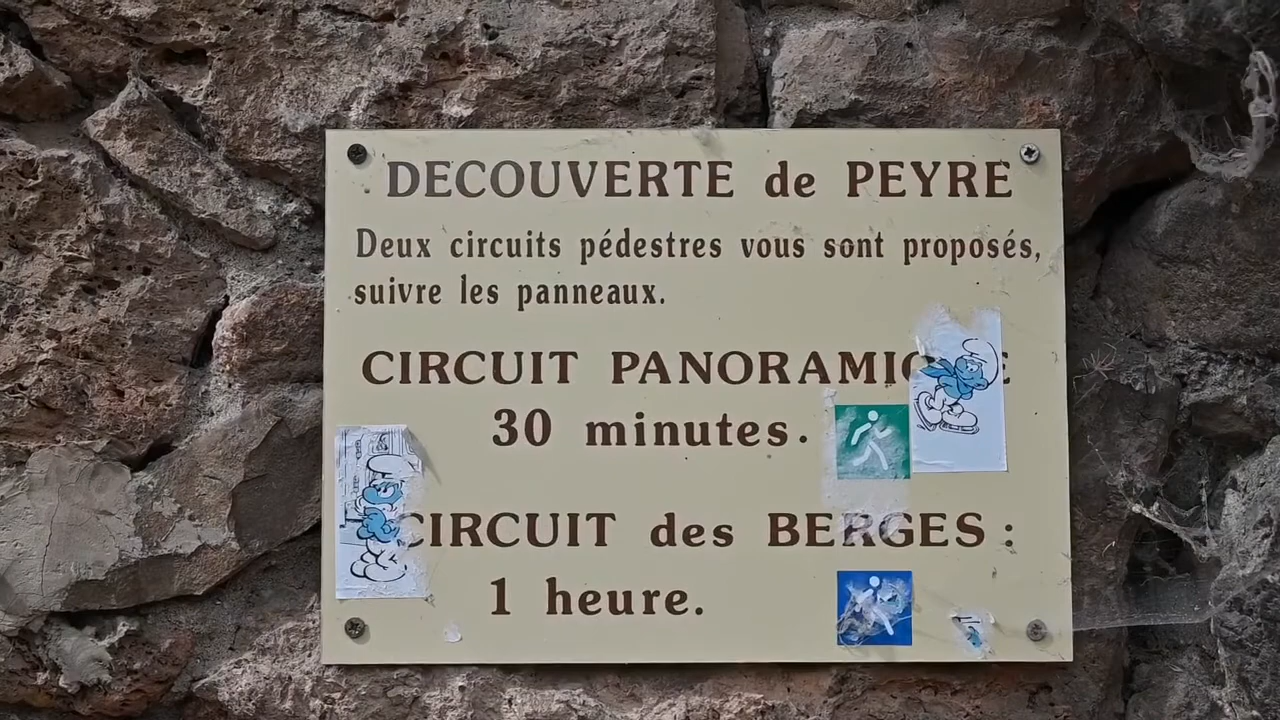 DECOUVERTE de PEYRE
Deux circuits pédestres vous sont proposés,
suivre les panneaux.
CIRCUIT
30 minutes.
CIRCUIT des BERGES :
1 heure.